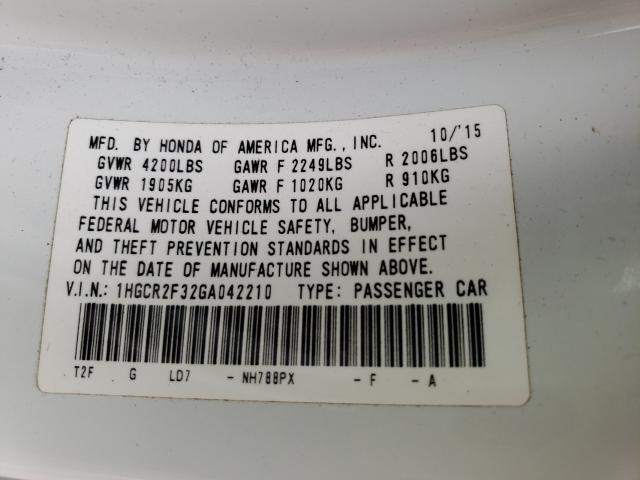 MFD. BY HONDA OF AMERICA MFG., INC. 10/'15
GVWR 4200LBS GAWR F 2249LBS R 2006LBS
GVWR 1905KG GAWR F 1020KG R 910KG
THIS VEHICLE CONFORMS TO ALL APPLICABLE
FEDERAL MOTOR VEHICLE SAFETY, BUMPER,
AND THEFT PREVENTION STANDARDS IN EFFECT
ON THE DATE OF MANUFACTURE SHOWN ABOVE.
V.I.N.: 1HGCR2F32GA042210 TYPE: PASSENGER CAR
T2F G LD7 - NH788PX - F - A